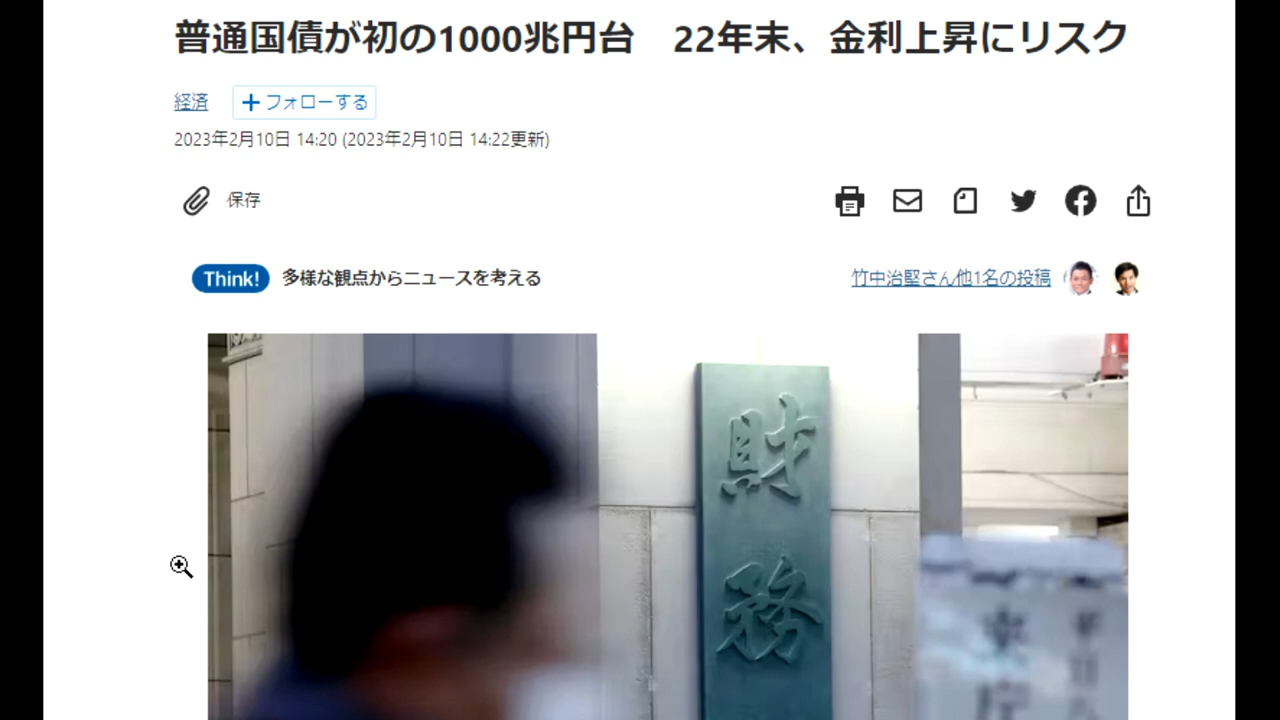 普通国債が初の1000兆円台　22年末、金利上昇にリスク
経済 + フォローする
2023年2月10日 14:20 (2023年2月10日 14:22更新)
保存
Think! 多様な観点からニュースを考える 竹中治堅さん他1名の投稿
財
務